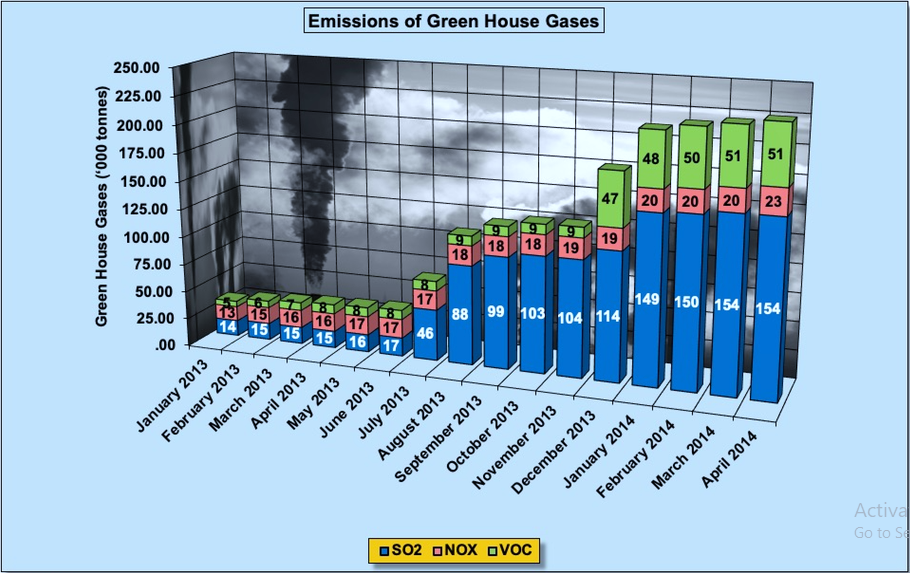 Emissions of Green House Gases
Green House Gases ('000 tonnes)
250.00
225.00
200.00
175.00
150.00
125.00
100.00
75.00
50.00
25.00
.00
5 6 7 8 8 8 8 9 9 9 9 47 48 50 51 51
13 15 16 16 17 17 17 18 18 18 19 19 20 20 20 23
14 15 15 15 16 17 46 88 99 103 104 114 149 150 154 154
January 2013
February 2013
March 2013
April 2013
May 2013
June 2013
July 2013
August 2013
September 2013
October 2013
November 2013
December 2013
January 2014
February 2014
March 2014
April 2014
SO2 NOX VOC
Activa
Go to Se